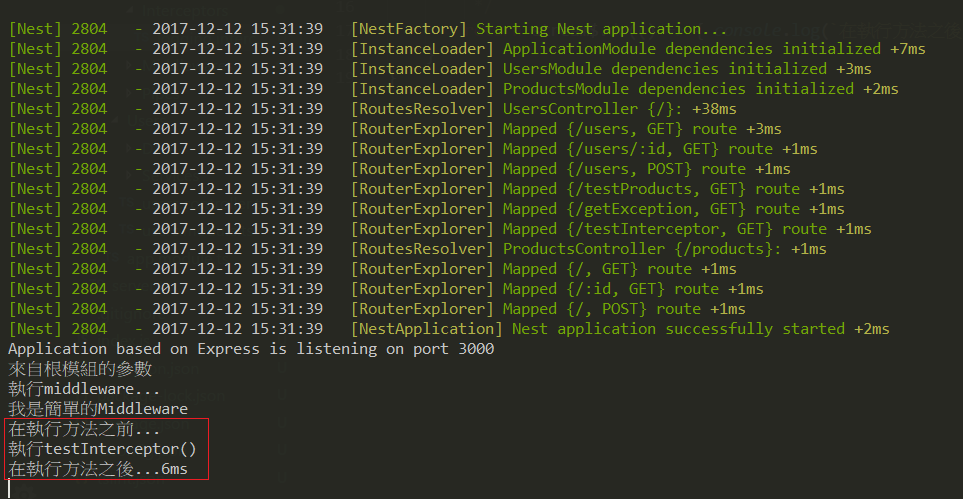 [Nest] 2804   - 2017-12-12 15:31:39   [NestFactory] Starting Nest application...
[Nest] 2804   - 2017-12-12 15:31:39   [InstanceLoader] ApplicationModule dependencies initialized +7ms
[Nest] 2804   - 2017-12-12 15:31:39   [InstanceLoader] UsersModule dependencies initialized +3ms
[Nest] 2804   - 2017-12-12 15:31:39   [InstanceLoader] ProductsModule dependencies initialized +2ms
[Nest] 2804   - 2017-12-12 15:31:39   [RoutesResolver] UsersController {/}: +38ms
[Nest] 2804   - 2017-12-12 15:31:39   [RouterExplorer] Mapped {/users, GET} route +3ms
[Nest] 2804   - 2017-12-12 15:31:39   [RouterExplorer] Mapped {/users/:id, GET} route +1ms
[Nest] 2804   - 2017-12-12 15:31:39   [RouterExplorer] Mapped {/users, POST} route +1ms
[Nest] 2804   - 2017-12-12 15:31:39   [RouterExplorer] Mapped {/testProducts, GET} route +1ms
[Nest] 2804   - 2017-12-12 15:31:39   [RouterExplorer] Mapped {/getException, GET} route +1ms
[Nest] 2804   - 2017-12-12 15:31:39   [RouterExplorer] Mapped {/testInterceptor, GET} route +1ms
[Nest] 2804   - 2017-12-12 15:31:39   [RoutesResolver] ProductsController {/products}: +1ms
[Nest] 2804   - 2017-12-12 15:31:39   [RouterExplorer] Mapped {/, GET} route +1ms
[Nest] 2804   - 2017-12-12 15:31:39   [RouterExplorer] Mapped {/:id, GET} route +1ms
[Nest] 2804   - 2017-12-12 15:31:39   [RouterExplorer] Mapped {/, POST} route +1ms
[Nest] 2804   - 2017-12-12 15:31:39   [NestApplication] Nest application successfully started +2ms
Application based on Express is listening on port 3000
來自根模組的參數
執行middleware...
我是簡單的Middleware
在執行方法之前...
執行testInterceptor()
在執行方法之後...6ms